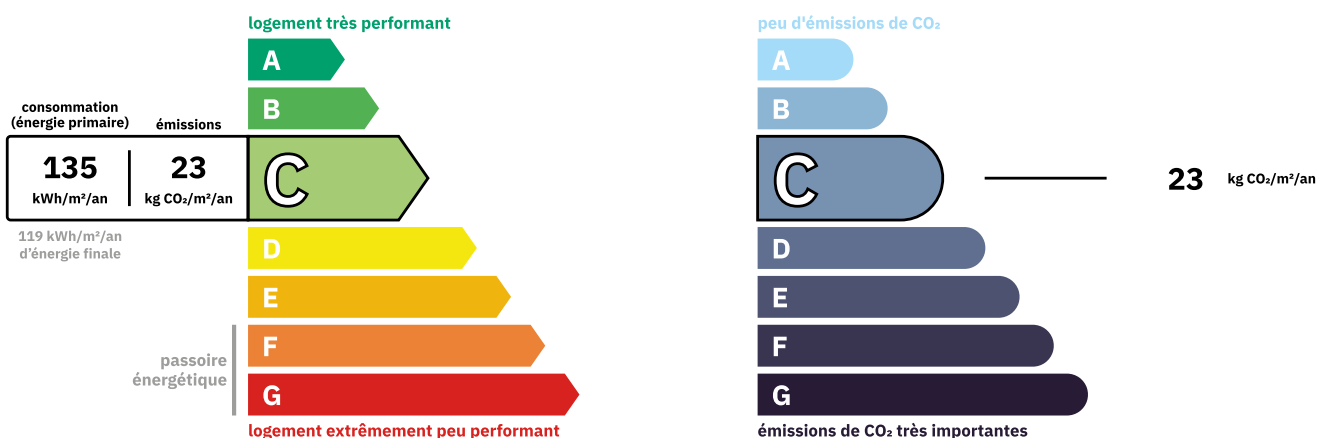 logement très performant
A
B
consommation
(énergie primaire)
émissions
135
kWh/m²/an
23
kg CO₂/m²/an
C
119 kWh/m²/an
d'énergie finale
D
E
passoire
énergétique
F
G
logement extrêmement peu performant
peu d'émissions de CO₂
A
B
C
23 kg CO₂/m²/an
D
E
F
G
émissions de CO₂ très importantes